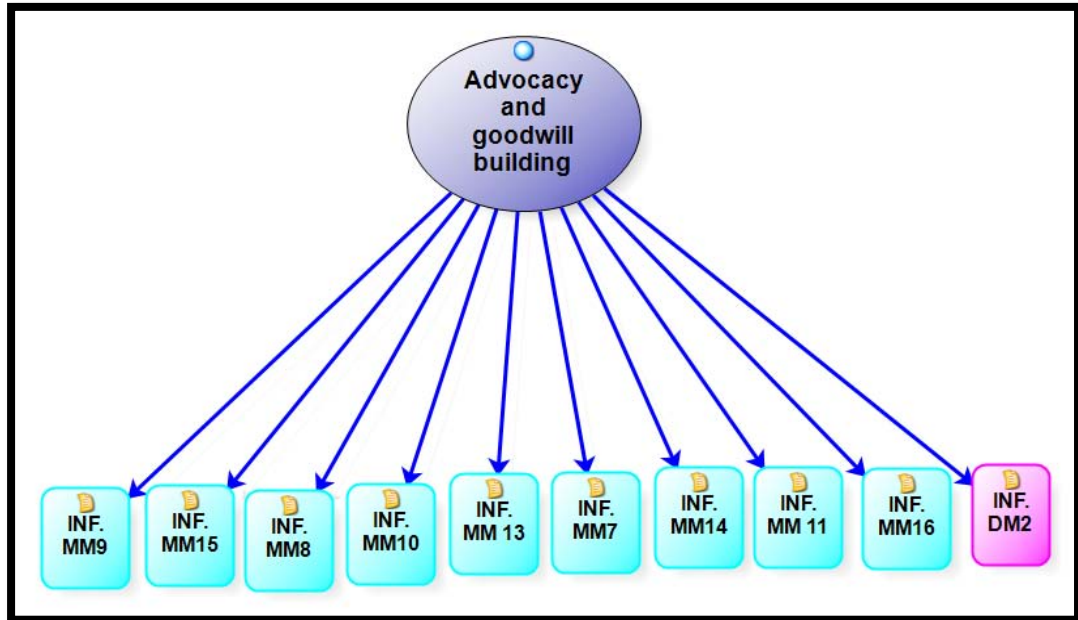 Advocacy
and
goodwill
building
INF.
MM9
INF.
MM15
INF.
MM8
INF.
MM10
INF.
MM 13
INF.
MM7
INF.
MM14
INF.
MM 11
INF.
MM16
INF.
DM2